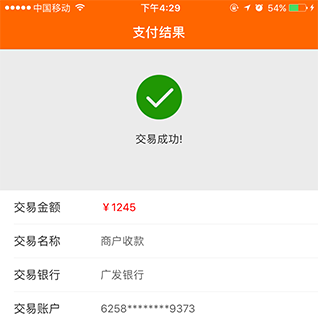 中国移动 下午4:29 54%
支付结果
交易成功!
交易金额 ￥1245
交易名称 商户收款
交易银行 广发银行
交易账户 6258********9373